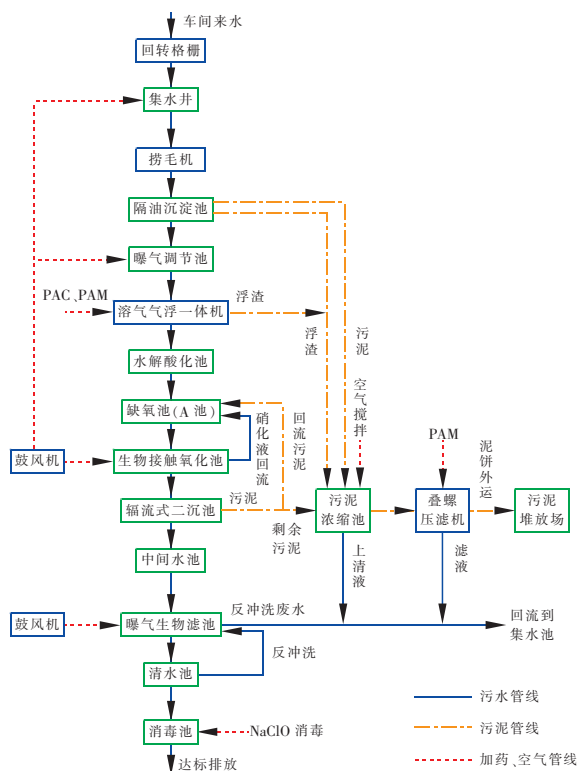 车间来水
回转格栅
集水井
捞毛机
隔油沉淀池
曝气调节池
PAC、PAM
浮渣
溶气气浮一体机
浮渣
污泥
水解酸化池
空气搅拌
缺氧池(A 池)
硝化液回流
回流污泥
PAM
泥饼外运
鼓风机
生物接触氧化池
辐流式二沉池
污泥
剩余
污泥
污泥
浓缩池
叠螺
压滤机
污泥
堆放场
中间水池
上清液
滤液
鼓风机
曝气生物滤池
反冲洗废水
回流到
集水池
反冲洗
清水池
污水管线
消毒池
NaClO 消毒
污泥管线
达标排放
加药、空气管线